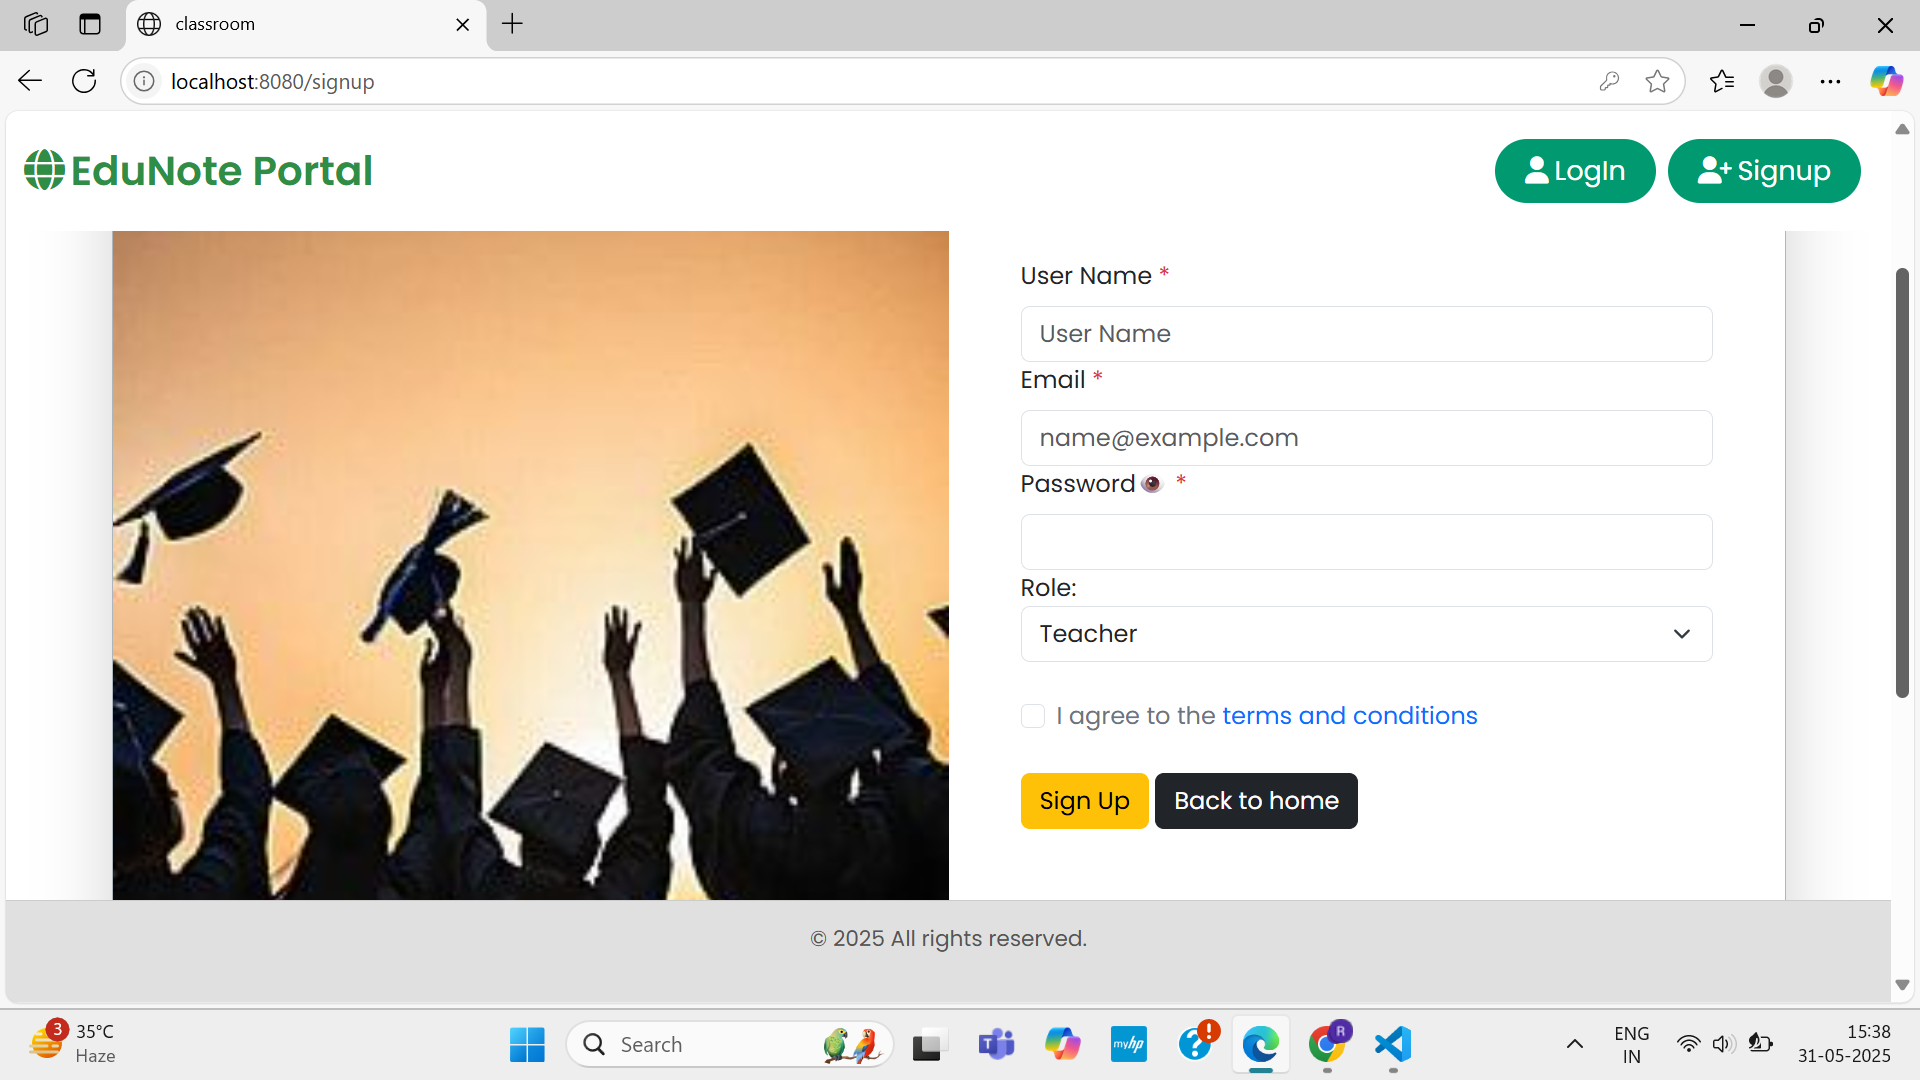 classroom
localhost:8080/signup
EduNote Portal
LogIn
Signup
User Name *
User Name
Email *
name@example.com
Password *
Role:
Teacher
I agree to the terms and conditions
Sign Up
Back to home
© 2025 All rights reserved.
3
35°C
Haze
Search
T
myhp
?
!
R
ENG
IN
15:38
31-05-2025